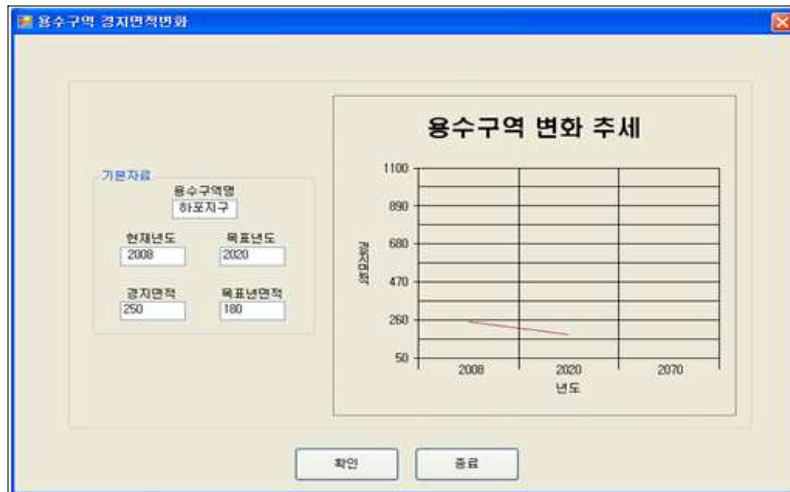 용수구역 경지면적변화
기본자료
용수구역명
하포지구
현재년도 목표년도
2008 2020
경지면적 목표년면적
250 180
용수구역 변화 추세
경지면적
1100
890
680
470
260
50
2008 2020 2070
년도
확인 종료